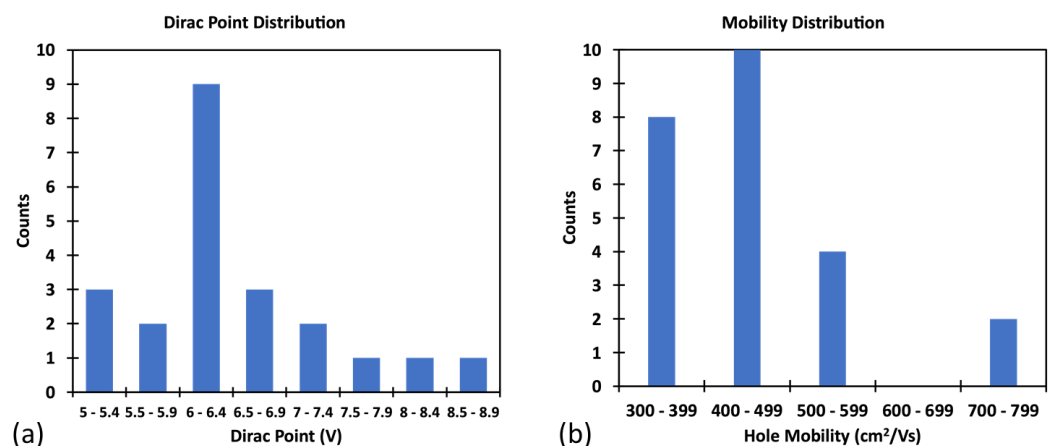 Dirac Point Distribution
10
9
8
7
6
5
4
3
2
1
0
Counts
5 - 5.4 5.5 - 5.9 6 - 6.4 6.5 - 6.9 7 - 7.4 7.5 - 7.9 8 - 8.4 8.5 - 8.9
Dirac Point (V)
(a)
Mobility Distribution
10
9
8
7
6
5
4
3
2
1
0
Counts
300 - 399 400 - 499 500 - 599 600 - 699 700 - 799
Hole Mobility (cm²/Vs)
(b)